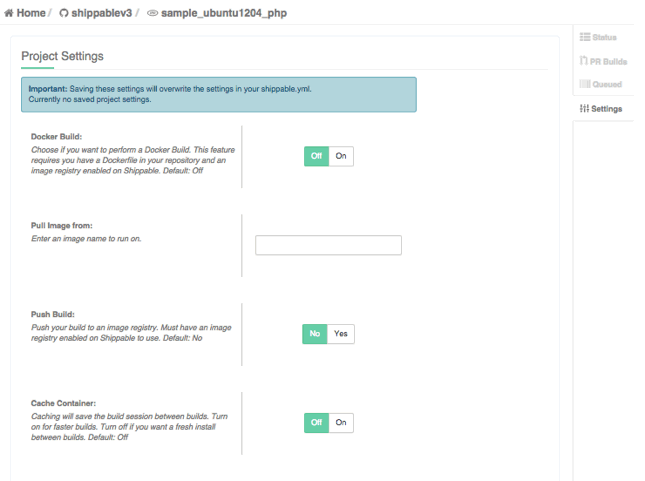 Home / shippablev3 / sample_ubuntu1204_php
Status
PR Builds
Queued
Settings
Project Settings
Important: Saving these settings will overwrite the settings in your shippable.yml.
Currently no saved project settings.
Docker Build:
Choose if you want to perform a Docker Build. This feature
requires you have a Dockerfile in your repository and an
image registry enabled on Shippable. Default: Off
Off On
Pull Image from:
Enter an image name to run on.
Push Build:
Push your build to an image registry. Must have an image
registry enabled on Shippable to use. Default: No
No Yes
Cache Container:
Caching will save the build session between builds. Turn
on for faster builds. Turn off if you want a fresh install
between builds. Default: Off
Off On